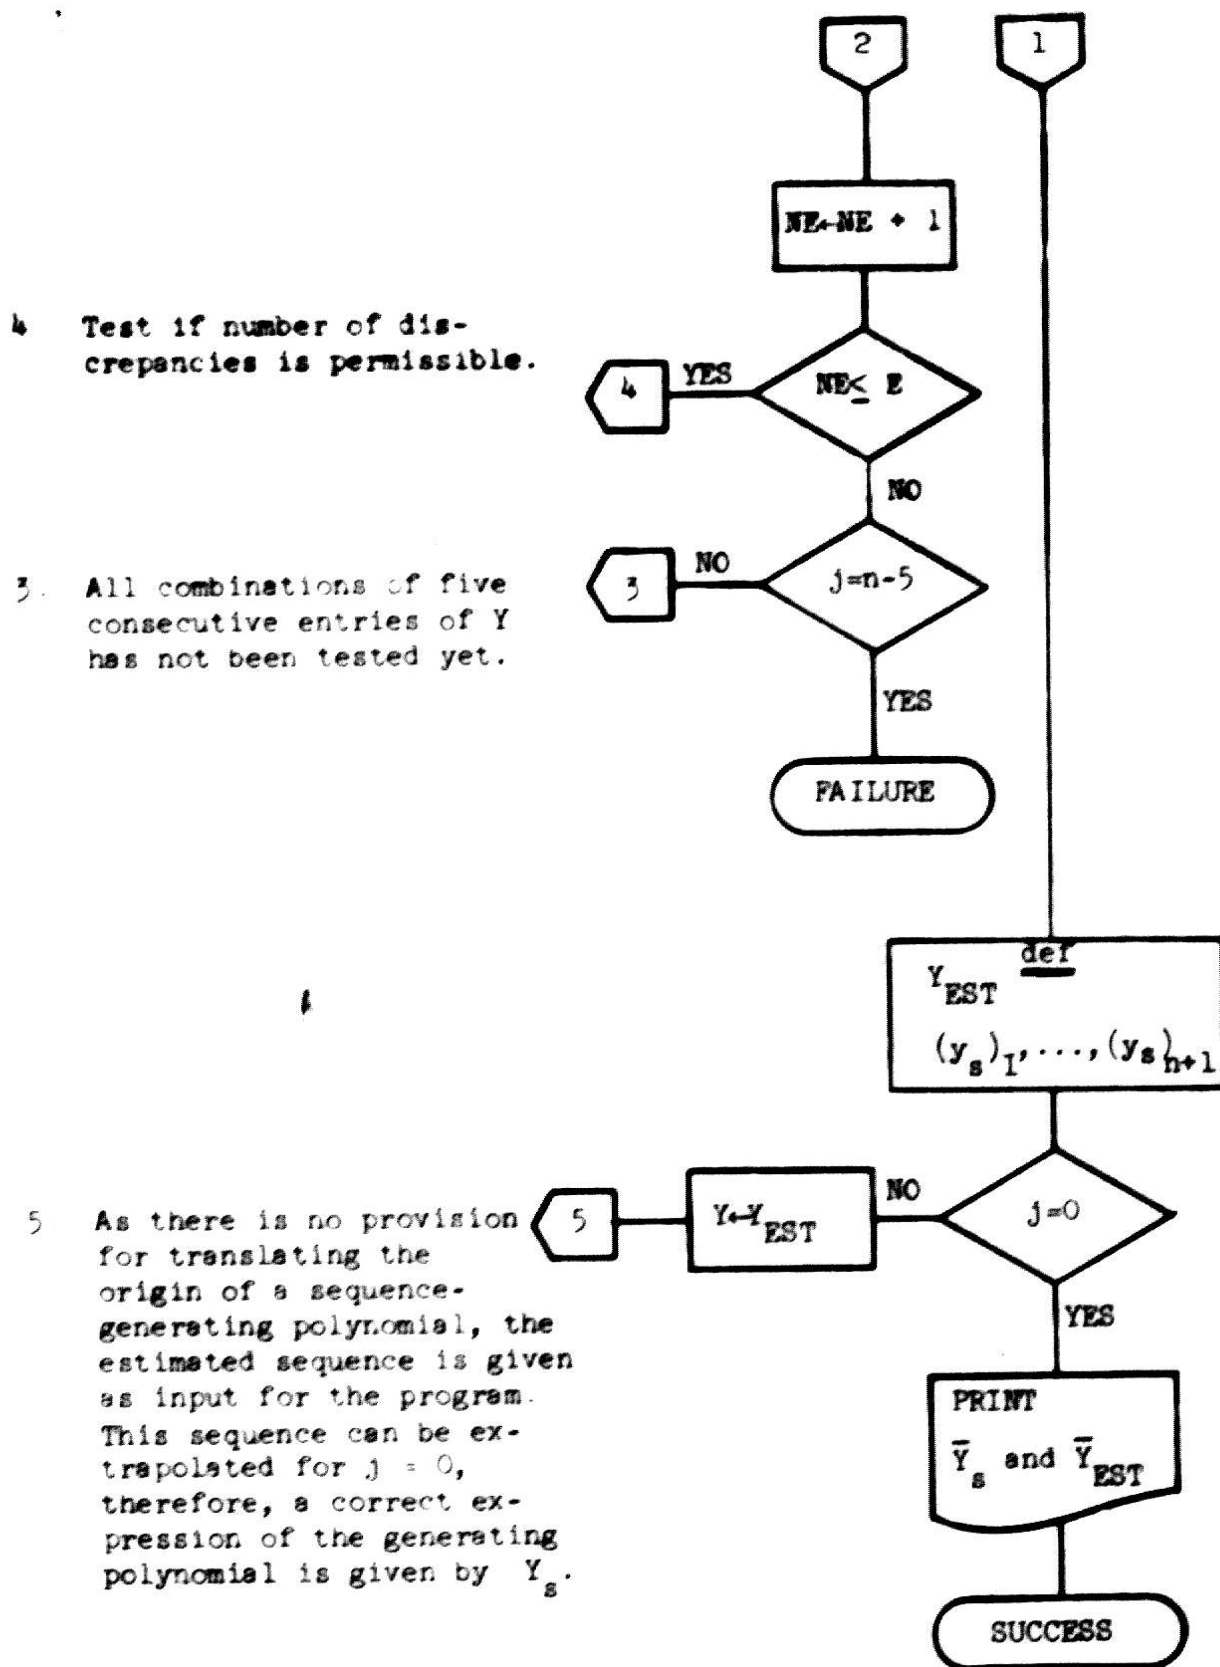 2
1
NE←NE + 1
4 Test if number of dis-
crepancies is permissible.
4
YES
NE≤ E
NO
3. All combinations of five
consecutive entries of Y
has not been tested yet.
3
NO
j=n-5
YES
FAILURE
Y_EST def
(y_s)_I,...,(y_s)_n+1
5 As there is no provision
for translating the
origin of a sequence-
generating polynomial, the
estimated sequence is given
as input for the program.
This sequence can be ex-
trapolated for j = 0,
therefore, a correct ex-
pression of the generating
polynomial is given by Y_s.
5
Y←Y_EST
NO
j=0
YES
PRINT
Ȳ_s and Ȳ_EST
SUCCESS